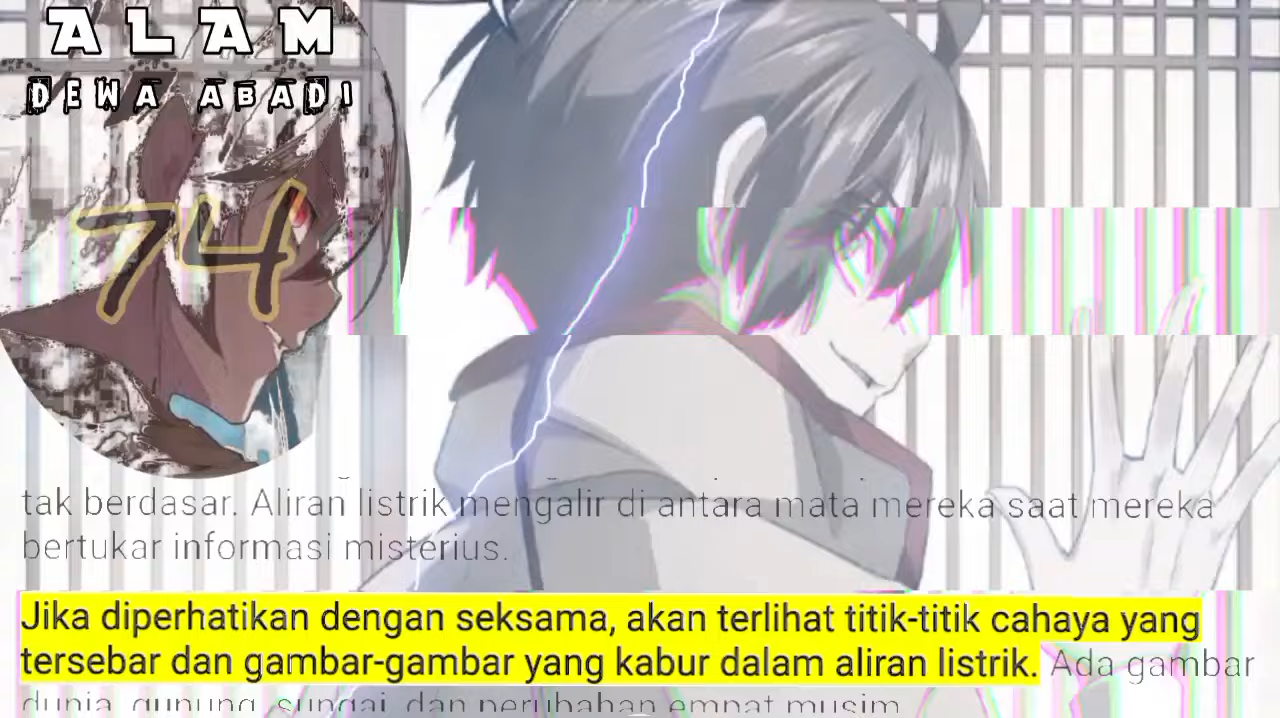 ALAM
DEWA ABADI
74
tak berdasar. Aliran listrik mengalir di antara mata mereka saat mereka
bertukar informasi misterius.
Jika diperhatikan dengan seksama, akan terlihat titik-titik cahaya yang
tersebar dan gambar-gambar yang kabur dalam aliran listrik. Ada gambar
dunia, gunung, sungai, dan perubahan empat musim